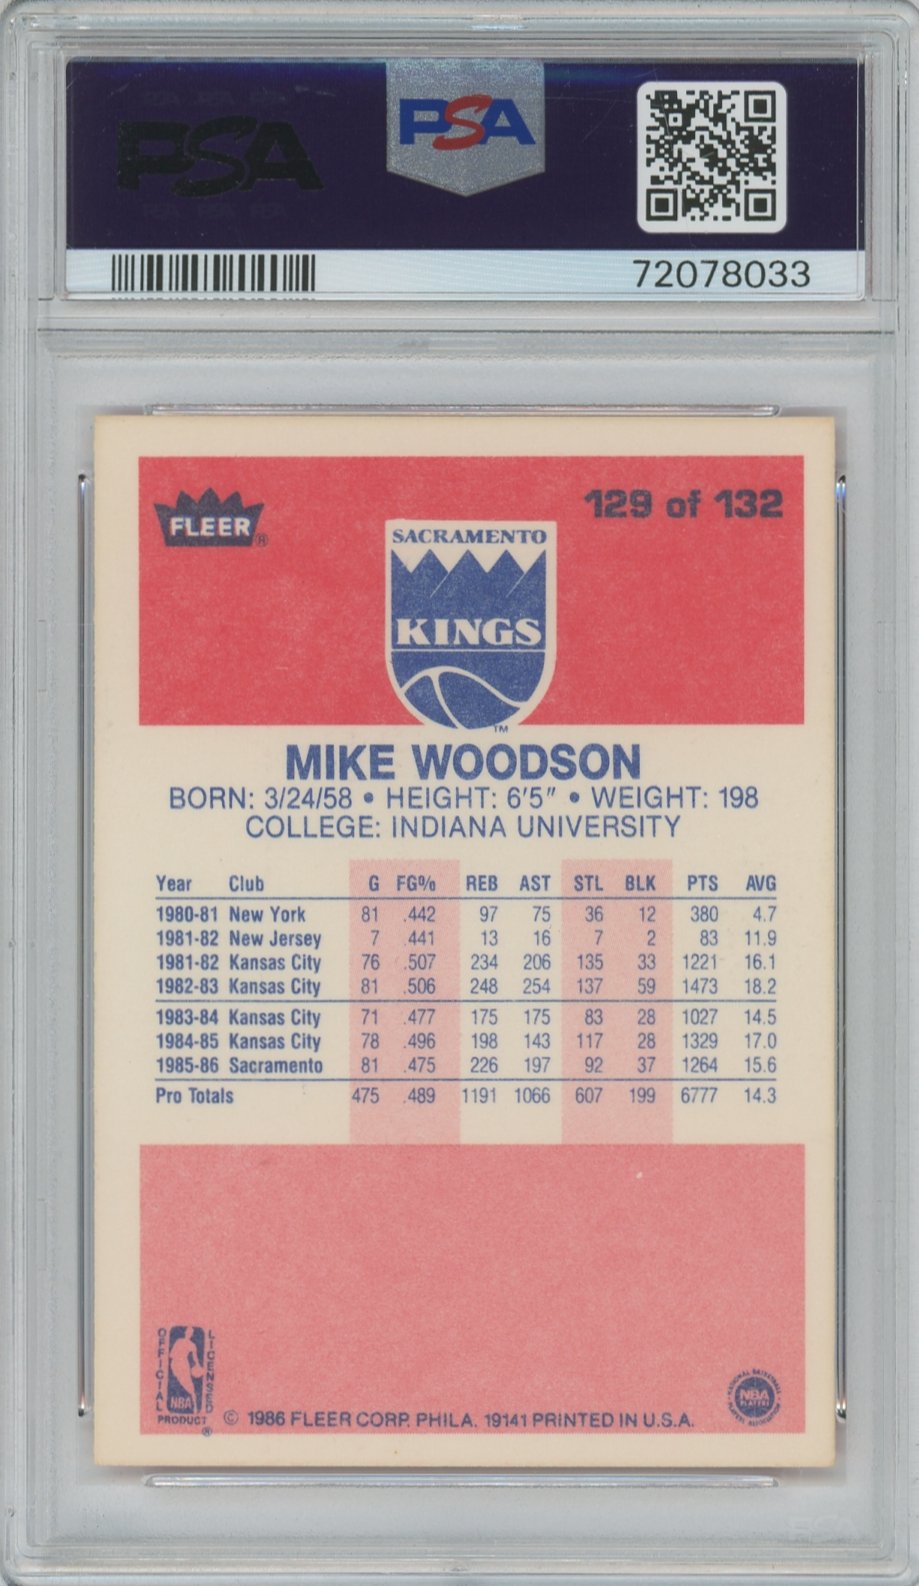 PSA
PSA
72078033
FLEER®
129 of 132
SACRAMENTO
KINGS
TM
MIKE WOODSON
BORN: 3/24/58 • HEIGHT: 6'5" • WEIGHT: 198
COLLEGE: INDIANA UNIVERSITY
Year Club G FG% REB AST STL BLK PTS AVG
1980-81 New York 81 .442 97 75 36 12 380 4.7
1981-82 New Jersey 7 .441 13 16 7 2 83 11.9
1981-82 Kansas City 76 .507 234 206 135 33 1221 16.1
1982-83 Kansas City 81 .506 248 254 137 59 1473 18.2
1983-84 Kansas City 71 .477 175 175 83 28 1027 14.5
1984-85 Kansas City 78 .496 198 143 117 28 1329 17.0
1985-86 Sacramento 81 .475 226 197 92 37 1264 15.6
Pro Totals 475 .489 1191 1066 607 199 6777 14.3
OFFICIAL LICENSED
NBA
PRODUCT ®
© 1986 FLEER CORP. PHILA. 19141 PRINTED IN U.S.A.
NATIONAL BASKETBALL
NBA
PLAYERS
PLAYERS ASSOCIATION